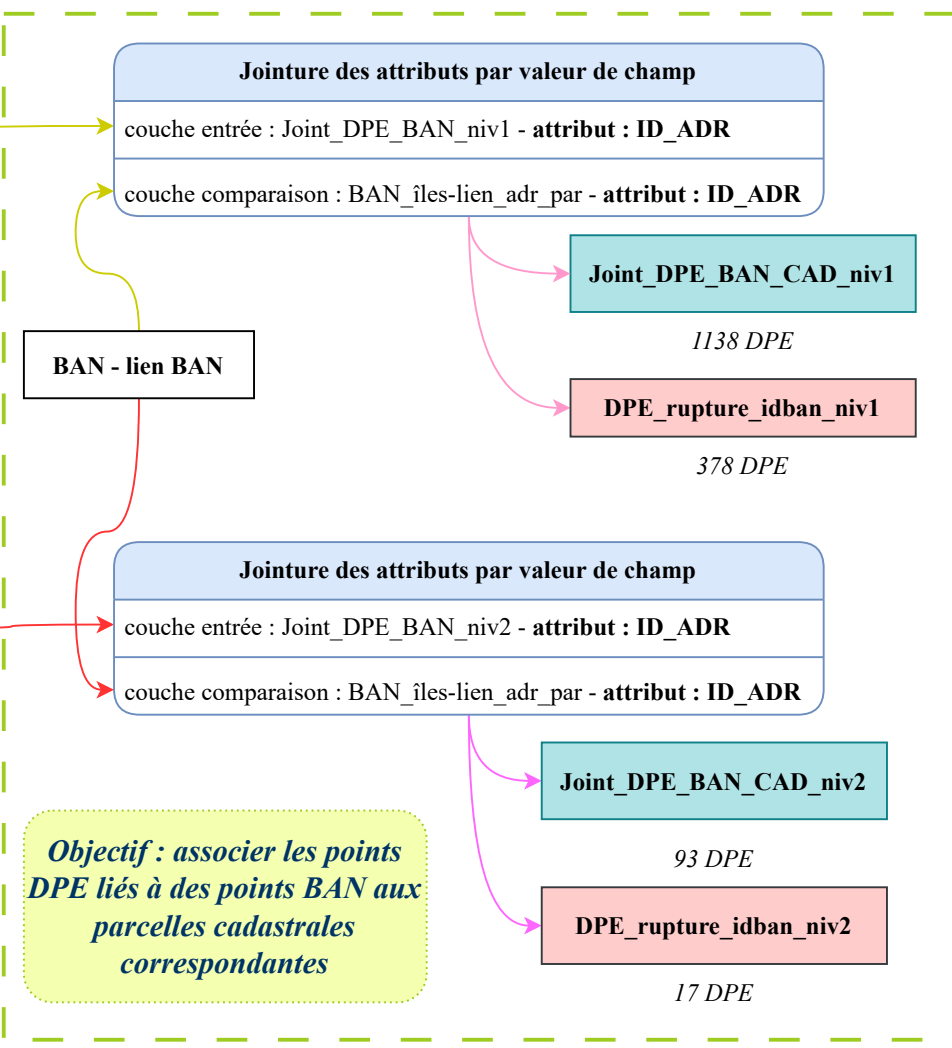 Jointure des attributs par valeur de champ
couche entrée : Joint_DPE_BAN_niv1 - attribut : ID_ADR
couche comparaison : BAN_îles-lien_adr_par - attribut : ID_ADR
Joint_DPE_BAN_CAD_niv1
1138 DPE
BAN - lien BAN
DPE_rupture_idban_niv1
378 DPE
Jointure des attributs par valeur de champ
couche entrée : Joint_DPE_BAN_niv2 - attribut : ID_ADR
couche comparaison : BAN_îles-lien_adr_par - attribut : ID_ADR
Joint_DPE_BAN_CAD_niv2
93 DPE
DPE_rupture_idban_niv2
17 DPE
Objectif : associer les points
DPE liés à des points BAN aux
parcelles cadastrales
correspondantes